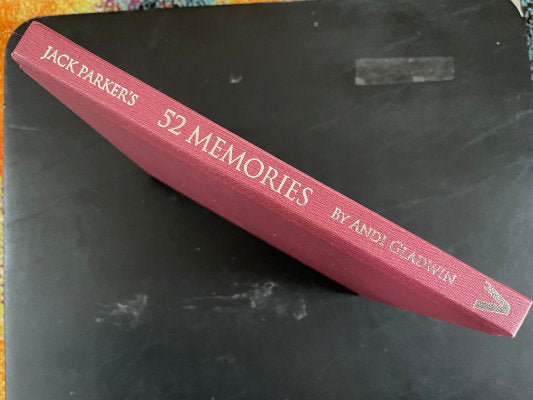 JACK PARKER'S
52 MEMORIES
BY ANDI GLADWIN